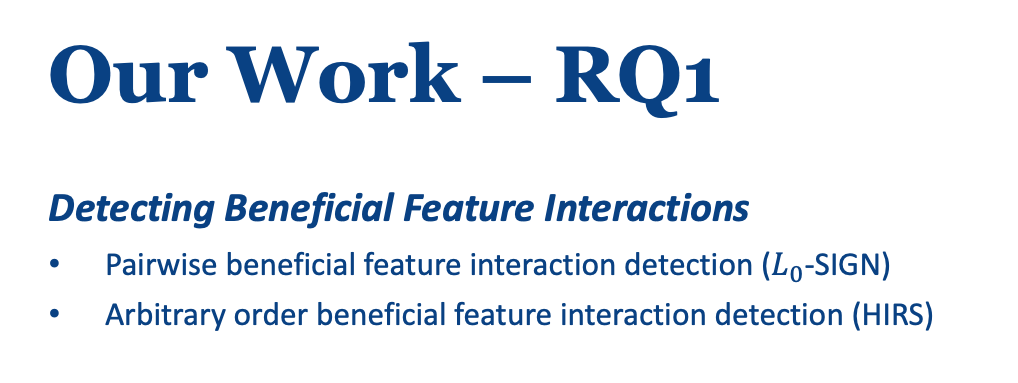 Our Work – RQ1
Detecting Beneficial Feature Interactions
• Pairwise beneficial feature interaction detection (L₀-SIGN)
• Arbitrary order beneficial feature interaction detection (HIRS)